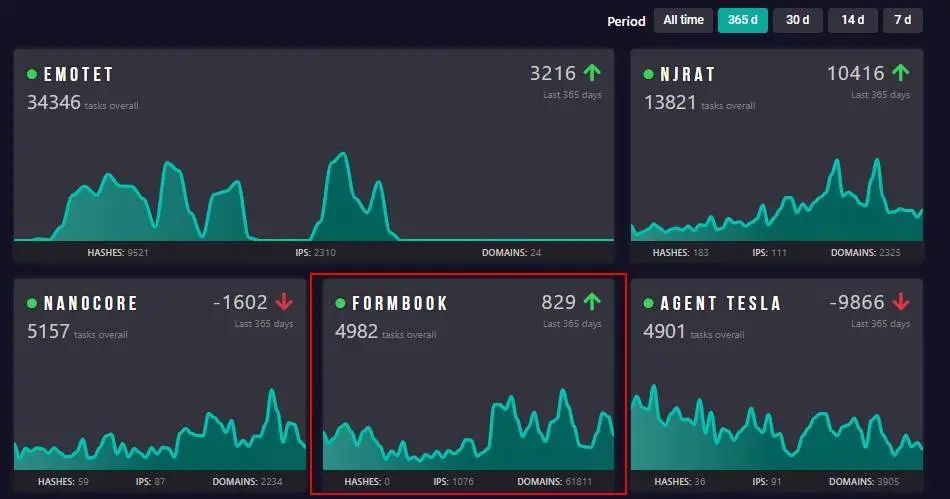 Period All time 365 d 30 d 14 d 7 d
EMOTET 3216
34346 tasks overall Last 365 days
HASHES: 9521 IPS: 2310 DOMAINS: 24
NJRAT 10416
13821 tasks overall Last 365 days
HASHES: 183 IPS: 111 DOMAINS: 2325
NANOCORE -1602
5157 tasks overall Last 365 days
HASHES: 59 IPS: 87 DOMAINS: 2234
FORMBOOK 829
4982 tasks overall Last 365 days
HASHES: 0 IPS: 1076 DOMAINS: 61811
AGENT TESLA -9866
4901 tasks overall Last 365 days
HASHES: 36 IPS: 91 DOMAINS: 3905